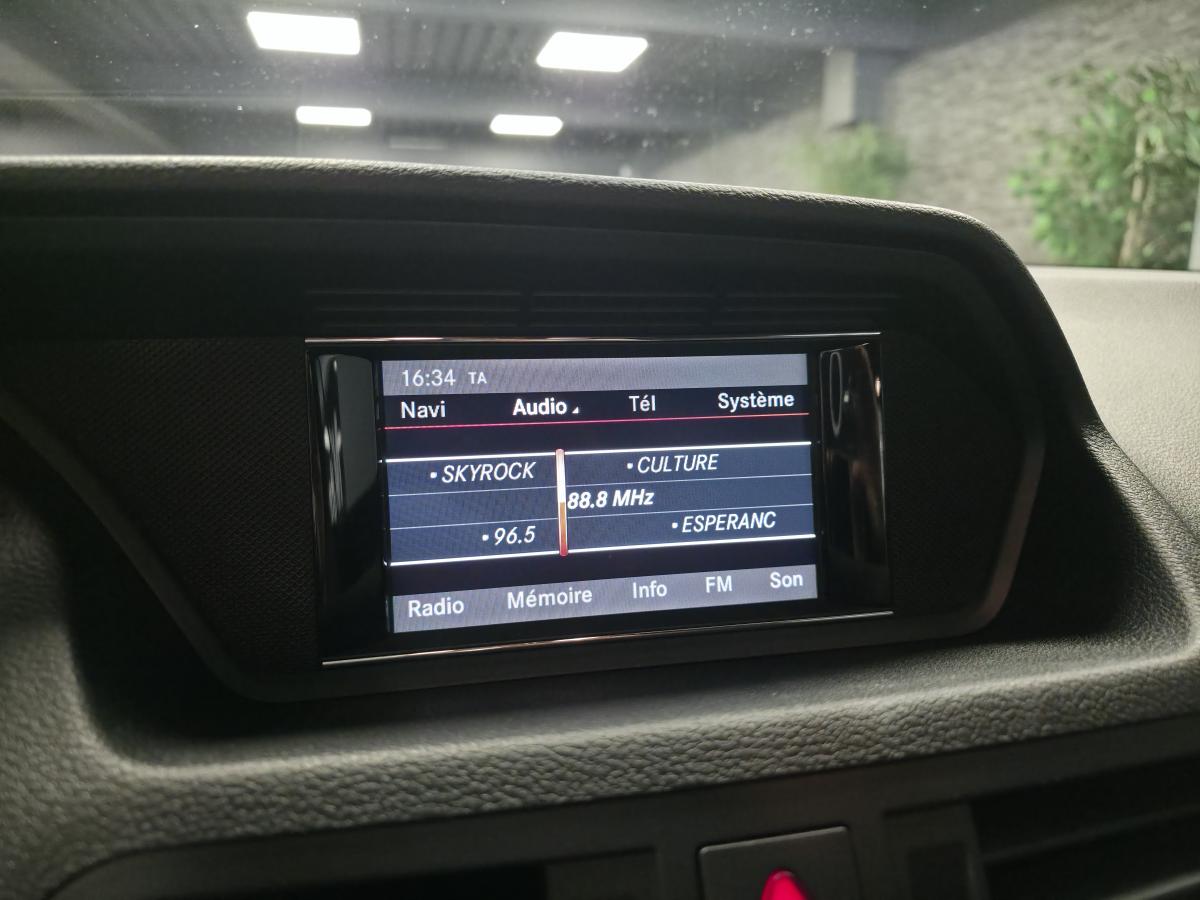 16:34 TA
Navi Audio Tél Système
• SKYROCK • CULTURE
88.8 MHz
• 96.5 • ESPERANC
Radio Mémoire Info FM Son